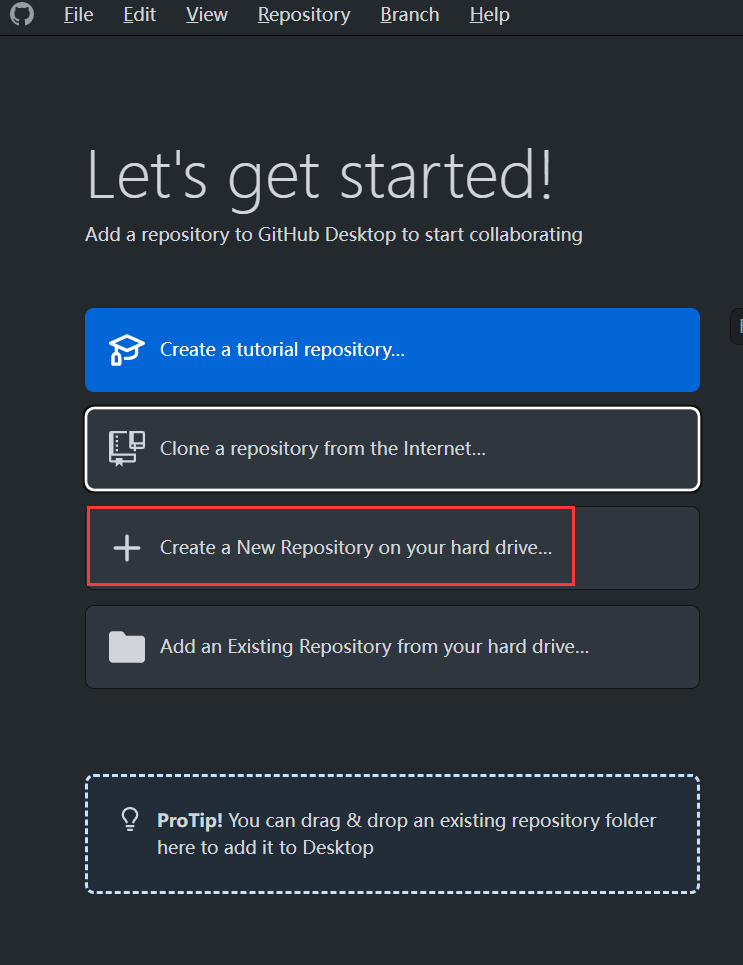 File Edit View Repository Branch Help
Let's get started!
Add a repository to GitHub Desktop to start collaborating
Create a tutorial repository...
Clone a repository from the Internet...
Create a New Repository on your hard drive...
Add an Existing Repository from your hard drive...
ProTip! You can drag & drop an existing repository folder
here to add it to Desktop